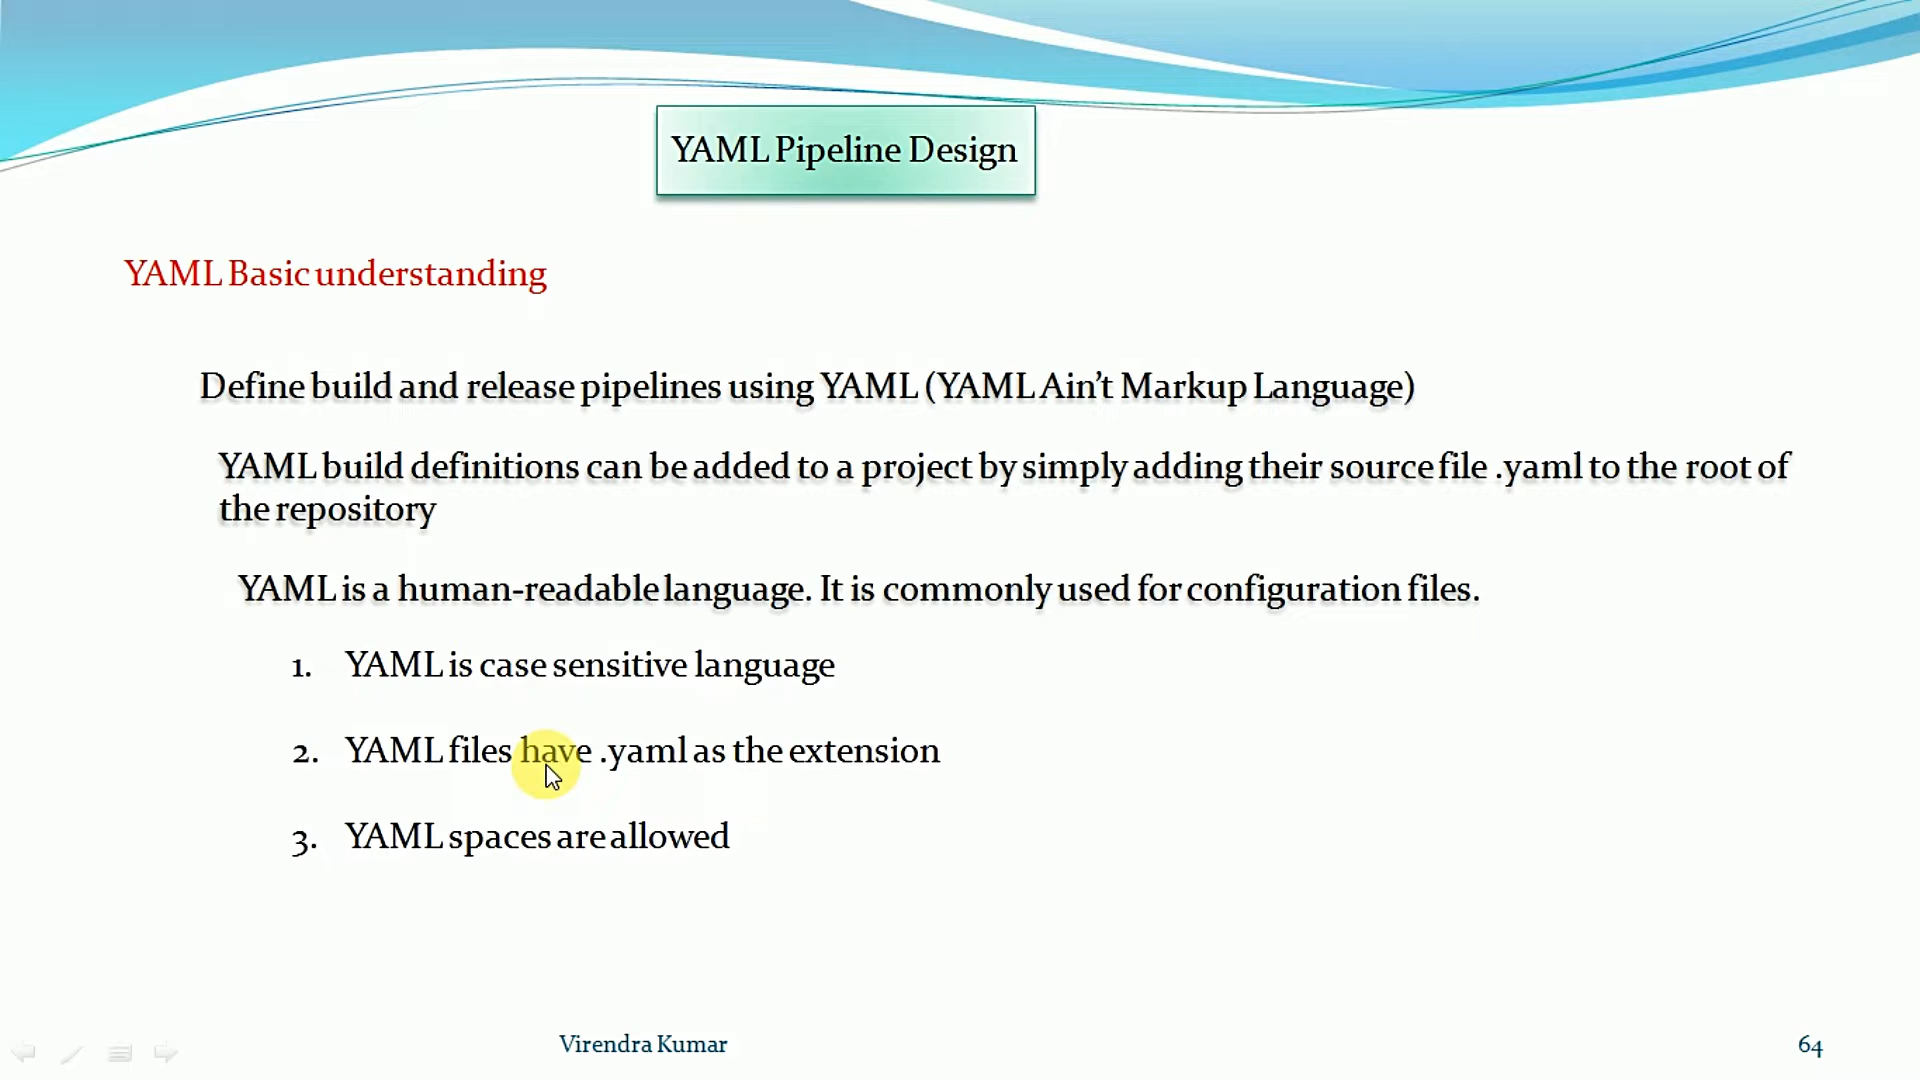 YAML Pipeline Design
YAML Basic understanding
Define build and release pipelines using YAML (YAML Ain't Markup Language)
YAML build definitions can be added to a project by simply adding their source file .yaml to the root of
the repository
YAML is a human-readable language. It is commonly used for configuration files.
1. YAML is case sensitive language
2. YAML files have .yaml as the extension
3. YAML spaces are allowed
Virendra Kumar
64